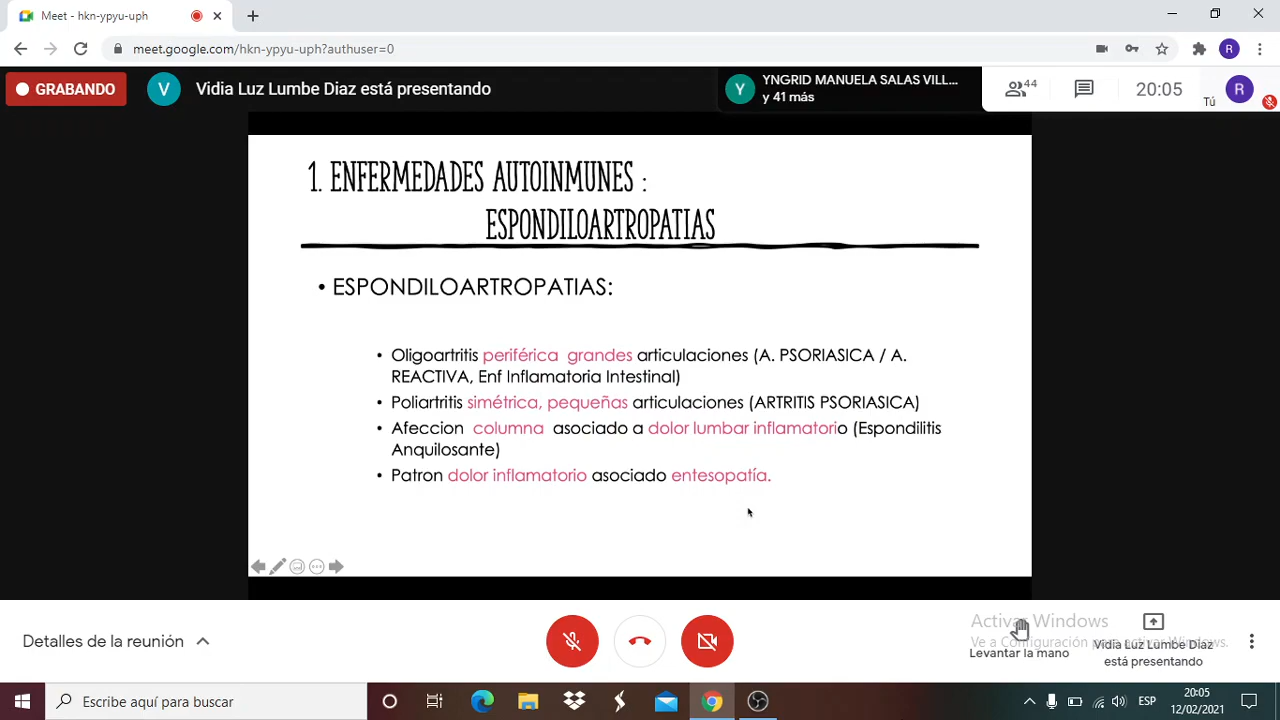 Meet - hkn-ypyu-uph
meet.google.com/hkn-ypyu-uph?authuser=0
R
GRABANDO
V
Vidia Luz Lumbe Diaz está presentando
Y
YNGRID MANUELA SALAS VILL...
y 41 más
44
20:05
Tú
R
1. ENFERMEDADES AUTOINMUNES :
ESPONDILOARTROPATIAS
• ESPONDILOARTROPATIAS:
• Oligoartritis periférica grandes articulaciones (A. PSORIASICA / A.
REACTIVA, Enf Inflamatoria Intestinal)
• Poliartritis simétrica, pequeñas articulaciones (ARTRITIS PSORIASICA)
• Afeccion columna asociado a dolor lumbar inflamatorio (Espondilitis
Anquilosante)
• Patron dolor inflamatorio asociado entesopatía.
Detalles de la reunión
Activar Windows
Ve a Configuración para activar Windows.
Levantar la mano
Vidia Luz Lumbe Diaz
está presentando
Escribe aquí para buscar
ESP
20:05
12/02/2021